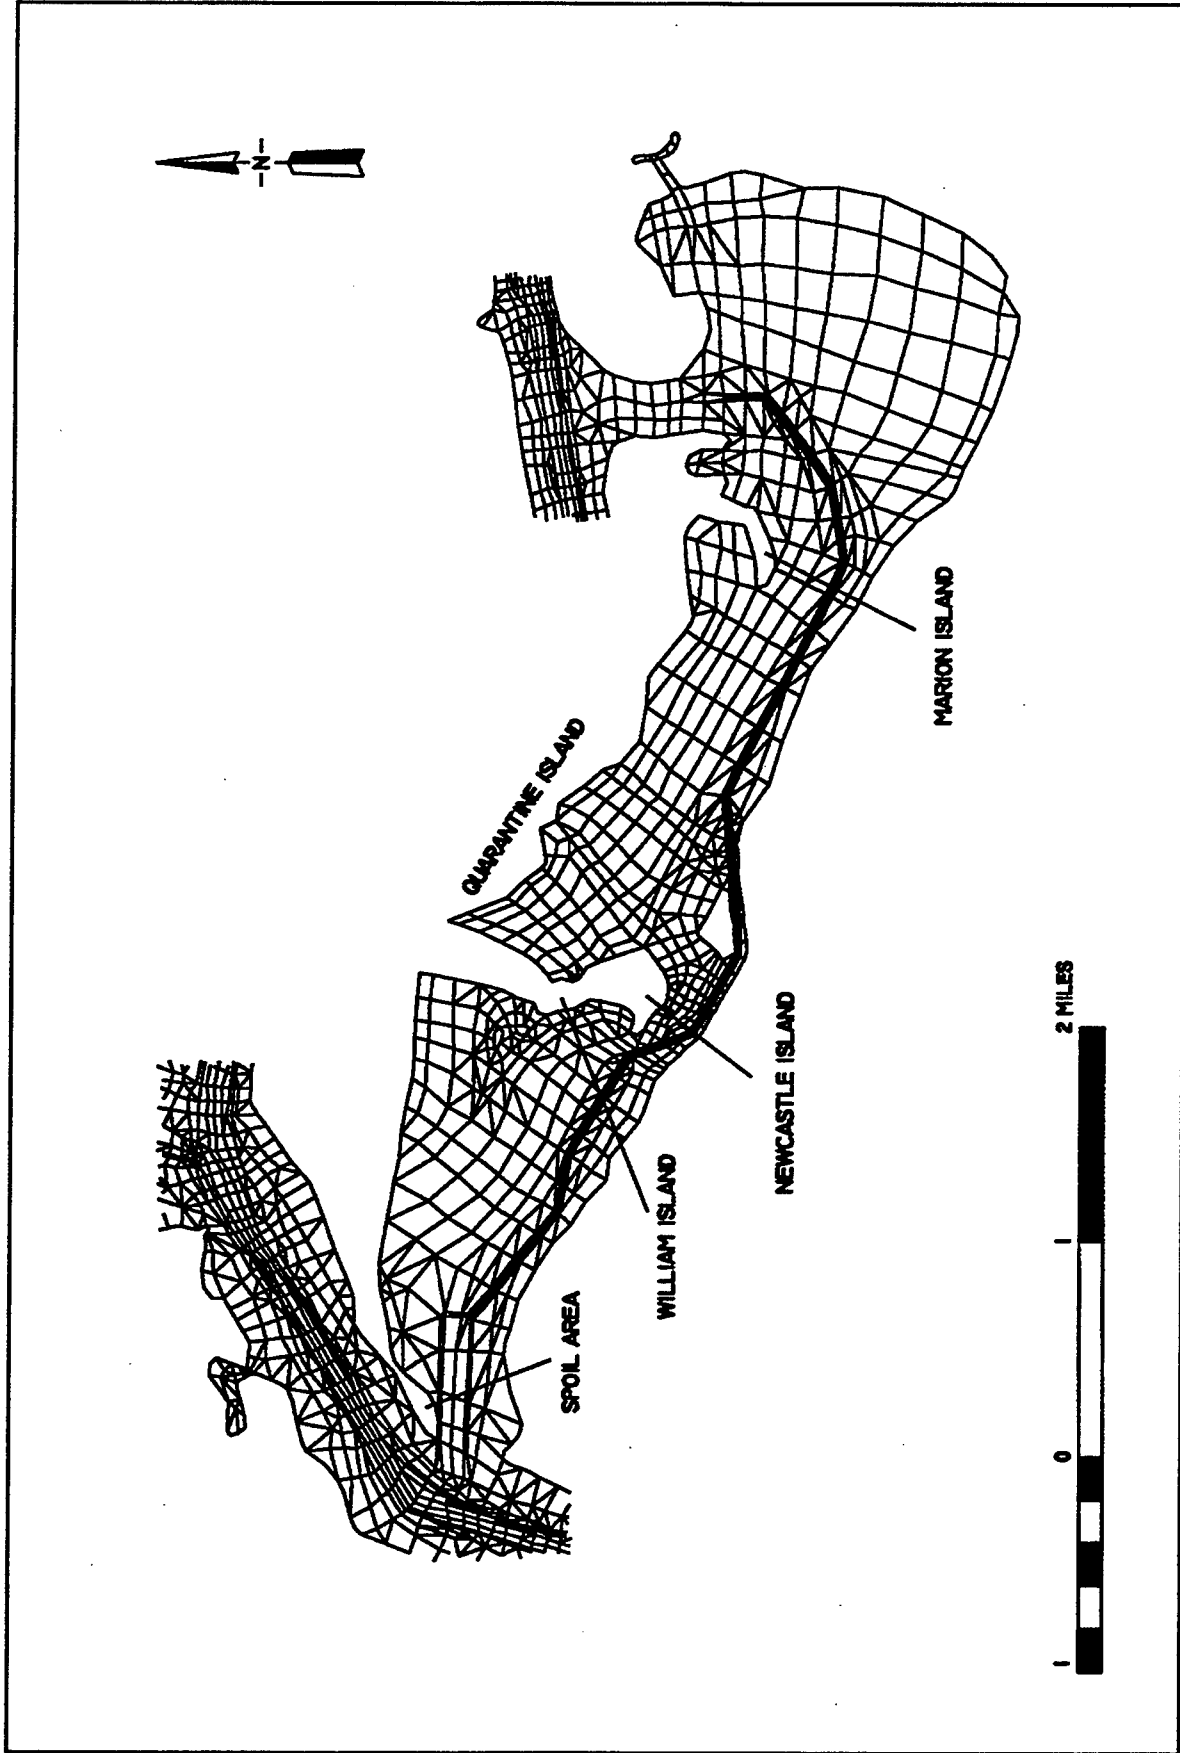 -N-
QUARANTINE ISLAND
MARION ISLAND
NEWCASTLE ISLAND
WILLIAM ISLAND
SPOIL AREA
1 0 1 2 MILES